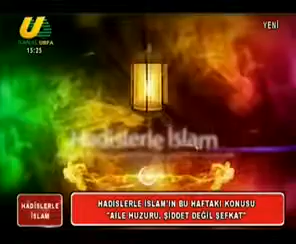 YENİ
KANAL URFA
13:25
Hadislerle İslam
HADİSLERLE İSLAM'IN BU HAFTAKİ KONUSU
"AİLE HUZURU, ŞİDDET DEĞİL ŞEFKAT"
HADİSLERLE
İSLAM